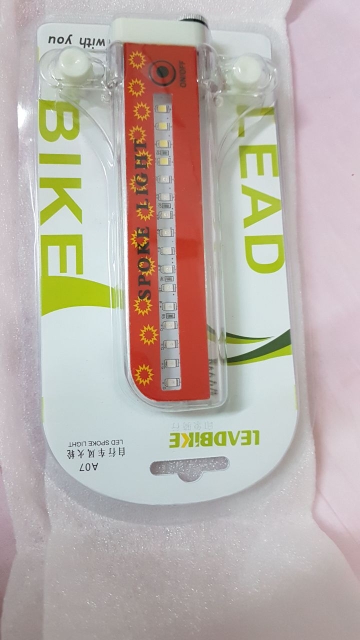 LEADBiKE
A07
自行车风火轮
LED SPOKE LIGHT
LEAD
BIKE
SPOKE LIGHT
ON/OFF
with you